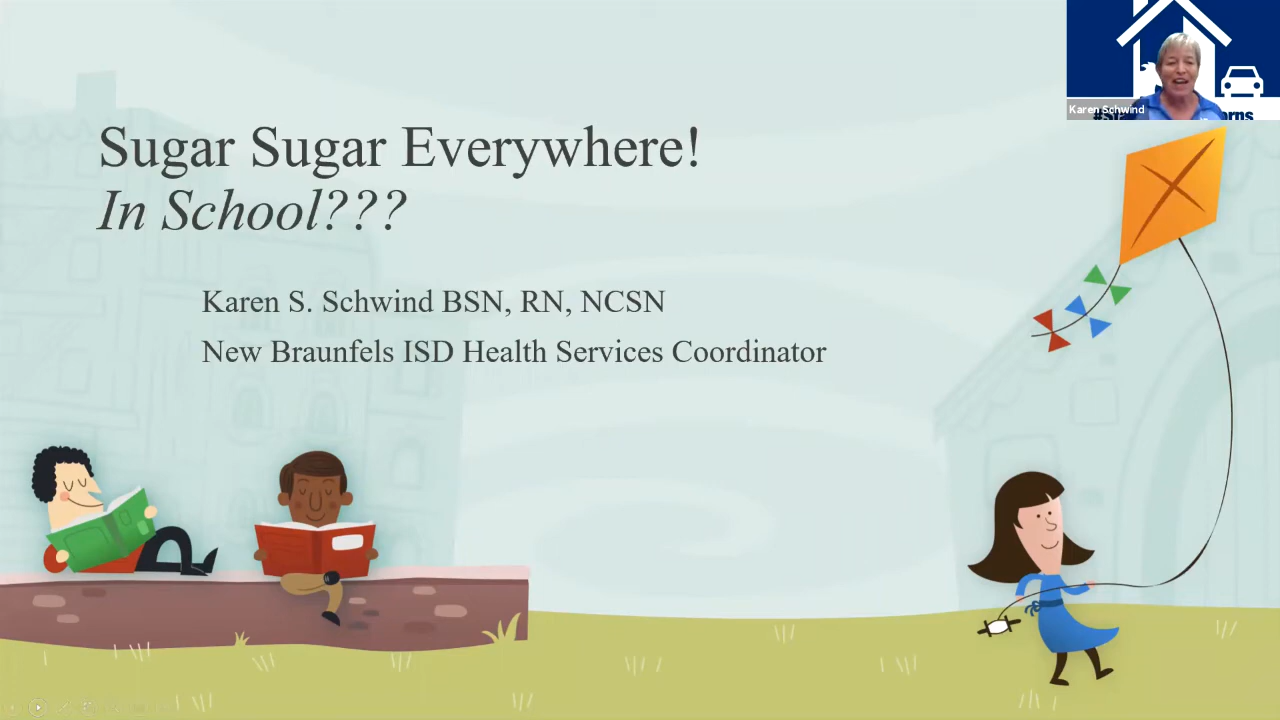 Sugar Sugar Everywhere!
In School???
Karen S. Schwind BSN, RN, NCSN
New Braunfels ISD Health Services Coordinator
Karen Schwind